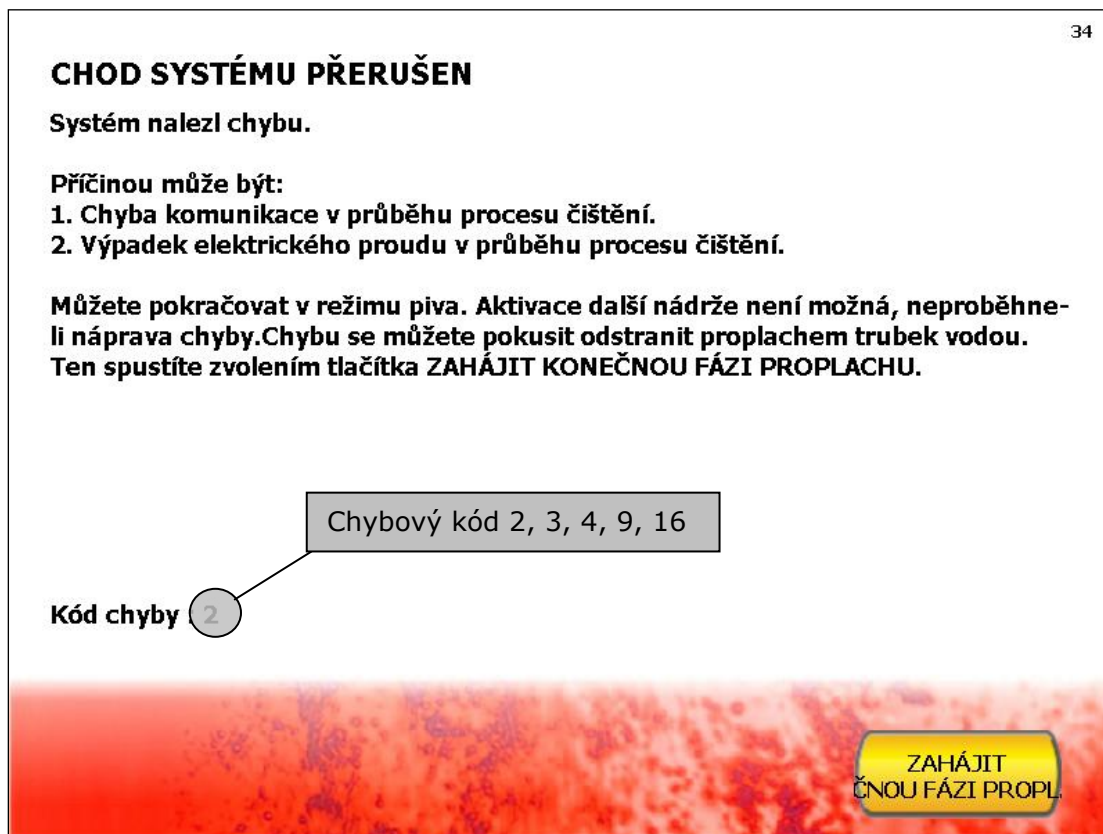 34
CHOD SYSTÉMU PŘERUŠEN
Systém nalezl chybu.
Příčinou může být:
1. Chyba komunikace v průběhu procesu čištění.
2. Výpadek elektrického proudu v průběhu procesu čištění.
Můžete pokračovat v režimu piva. Aktivace další nádrže není možná, neproběhne-
li náprava chyby.Chybu se můžete pokusit odstranit proplachem trubek vodou.
Ten spustíte zvolením tlačítka ZAHÁJIT KONEČNOU FÁZI PROPLACHU.
Chybový kód 2, 3, 4, 9, 16
Kód chyby : 2
ZAHÁJIT
ČNOU FÁZI PROPL.